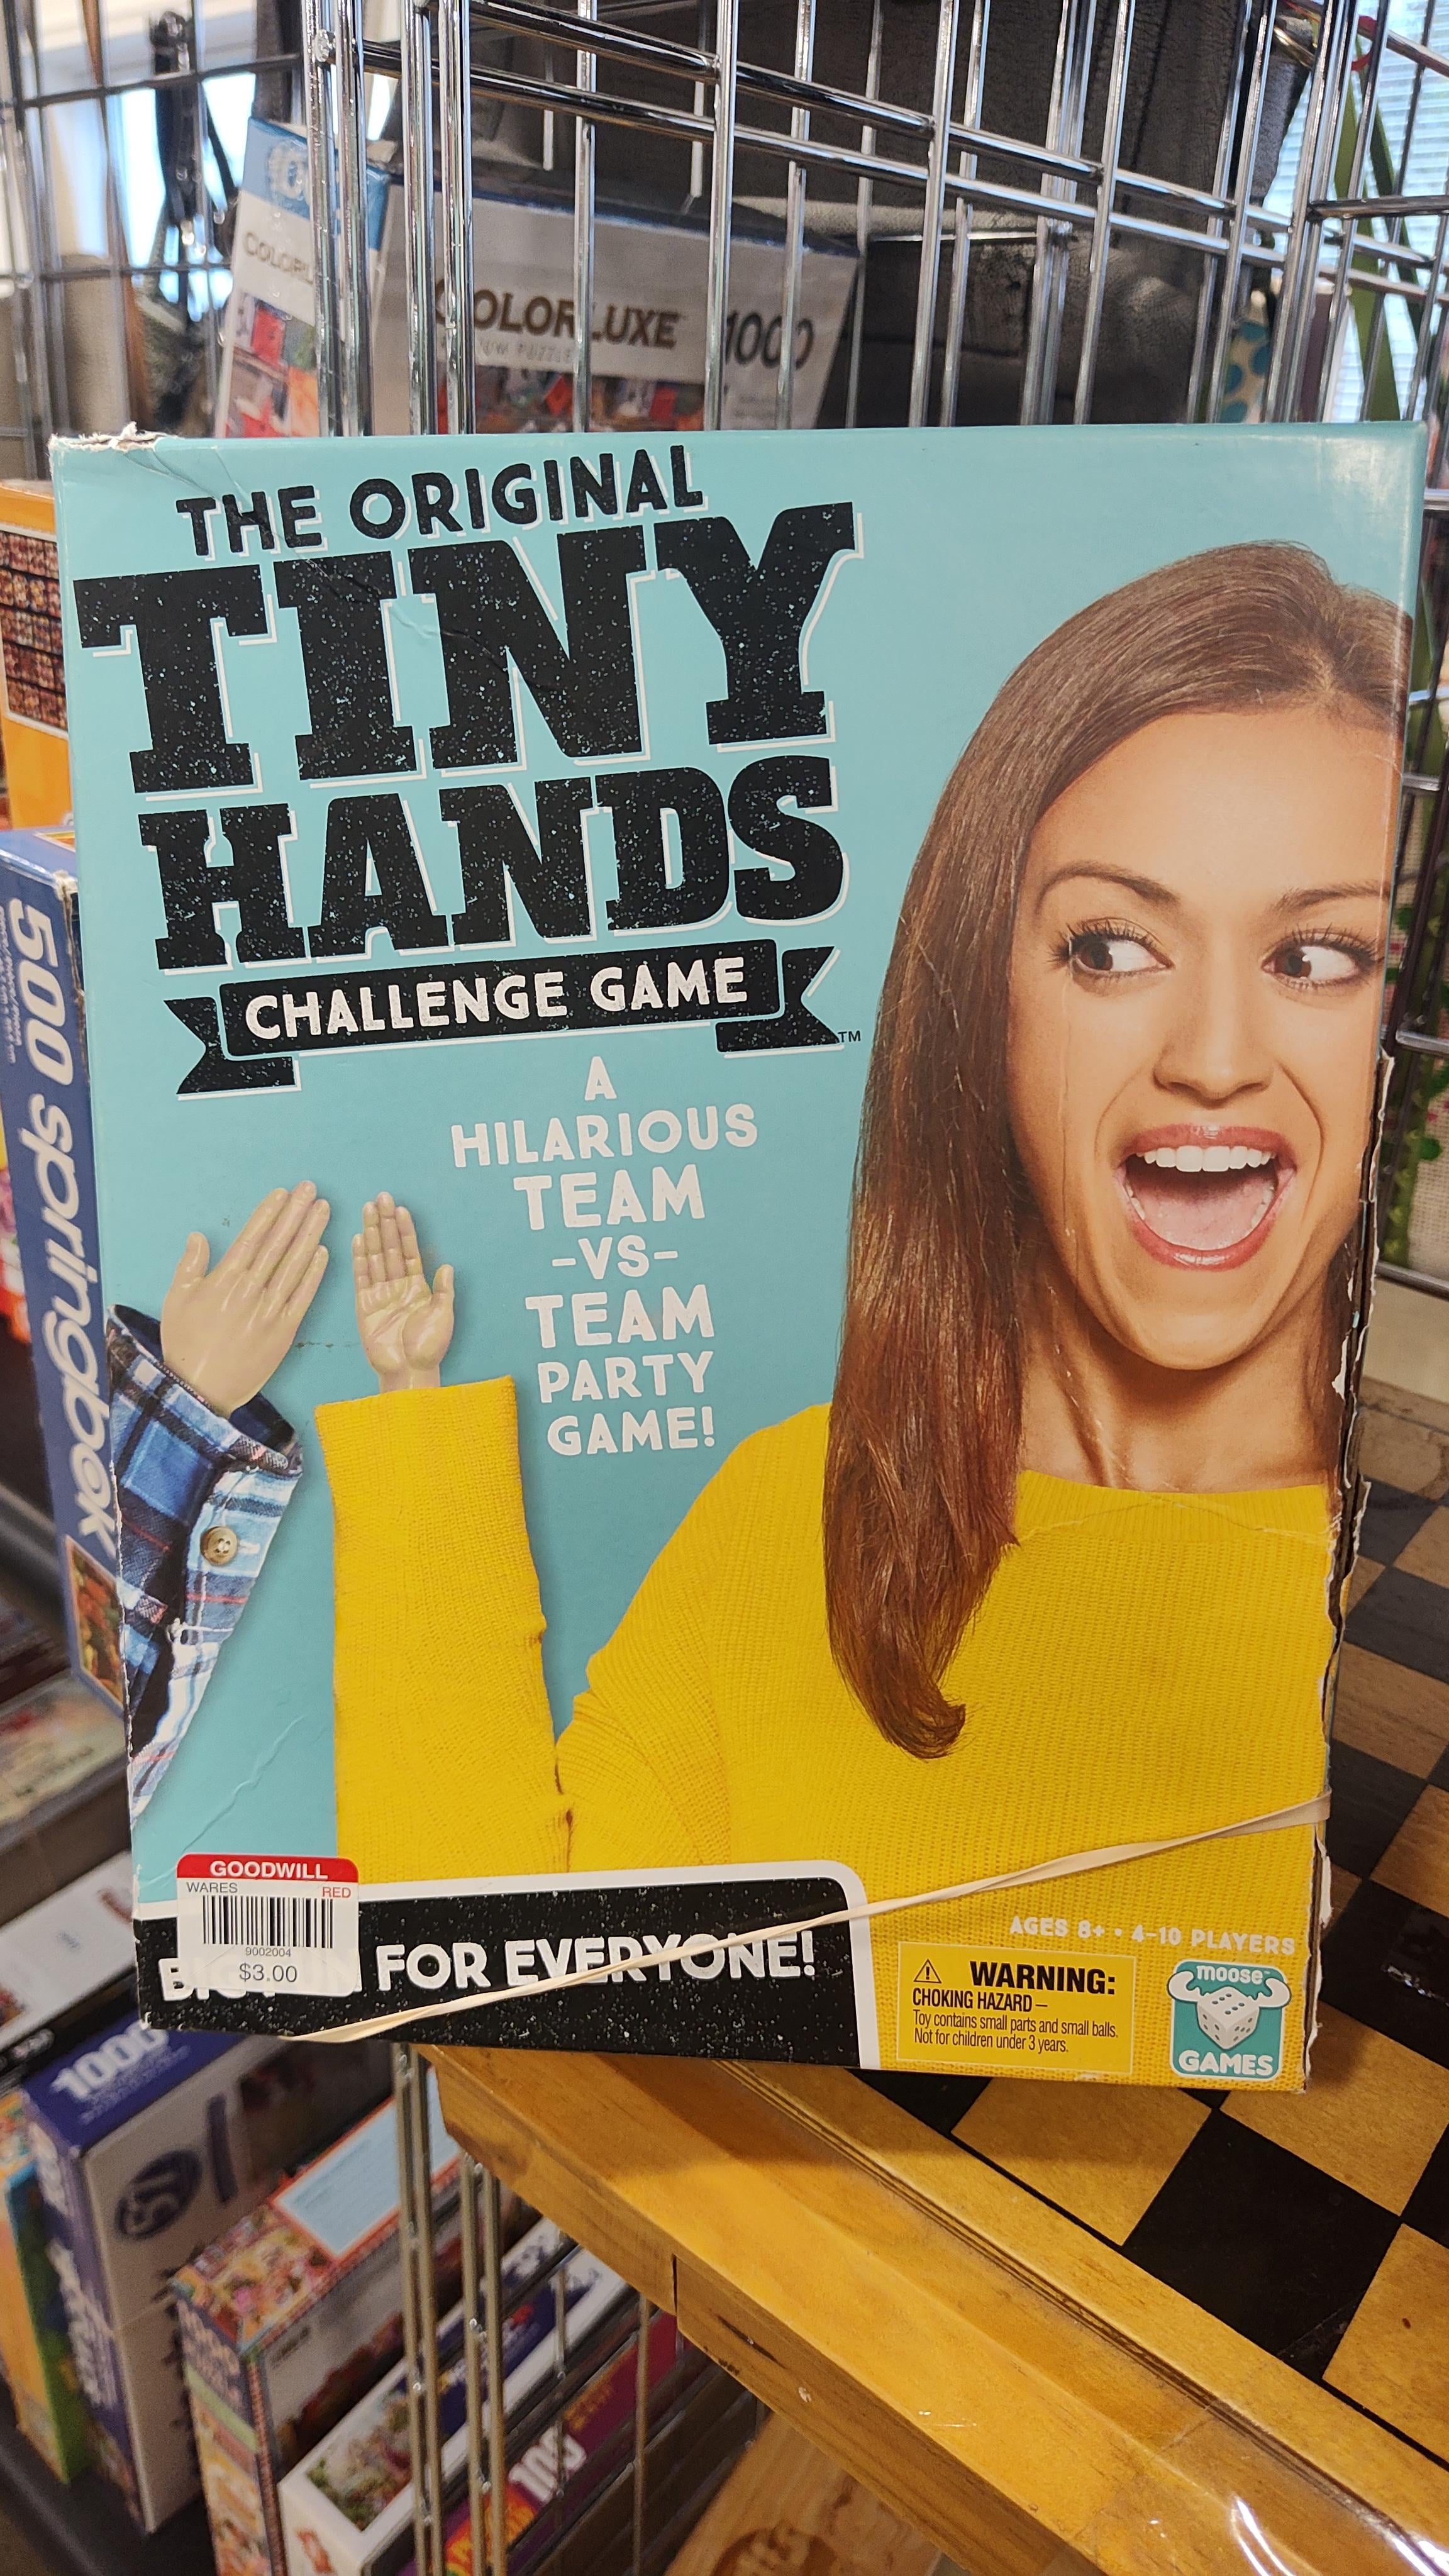 COLORLUXE
1000
THE ORIGINAL
TINY
HANDS
CHALLENGE GAME
TM
A
HILARIOUS
TEAM
-VS-
TEAM
PARTY
GAME!
500 springbok
GOODWILL
WARES RED
9002004
$3.00
FOR EVERYONE!
AGES 8+ • 4-10 PLAYERS
WARNING:
CHOKING HAZARD –
Toy contains small parts and small balls.
Not for children under 3 years.
moose
GAMES
1000